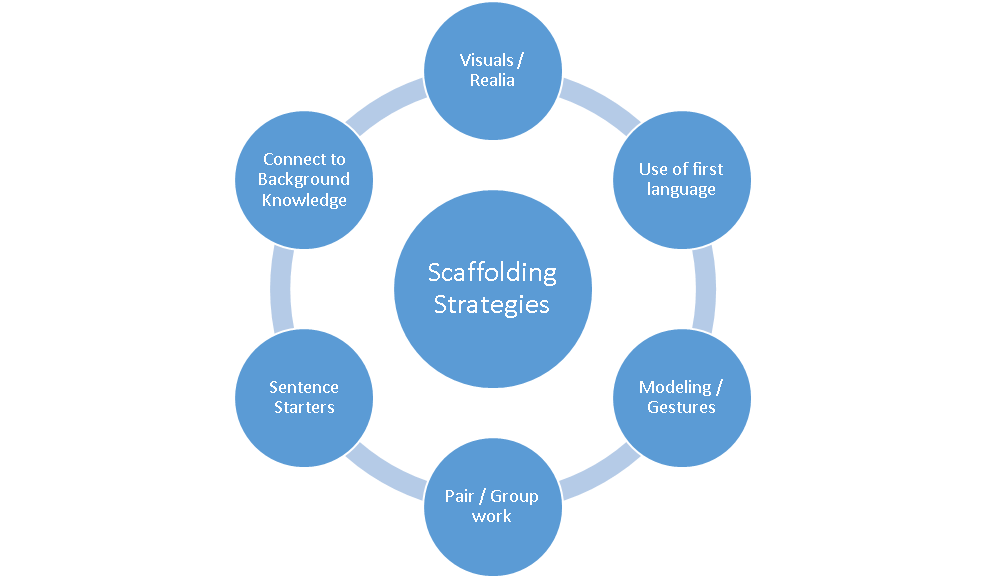 Visuals /
Realia
Use of first
language
Modeling /
Gestures
Pair / Group
work
Sentence
Starters
Connect to
Background
Knowledge
Scaffolding
Strategies